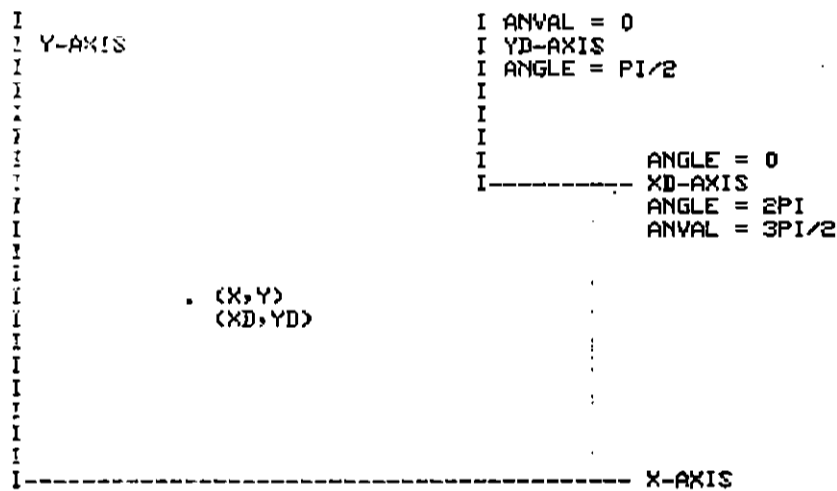 ANVAL = 0
Y-AXIS
YD-AXIS
ANGLE = PI/2
ANGLE = 0
XD-AXIS
ANGLE = 2PI
ANVAL = 3PI/2
(X,Y)
(XD,YD)
X-AXIS